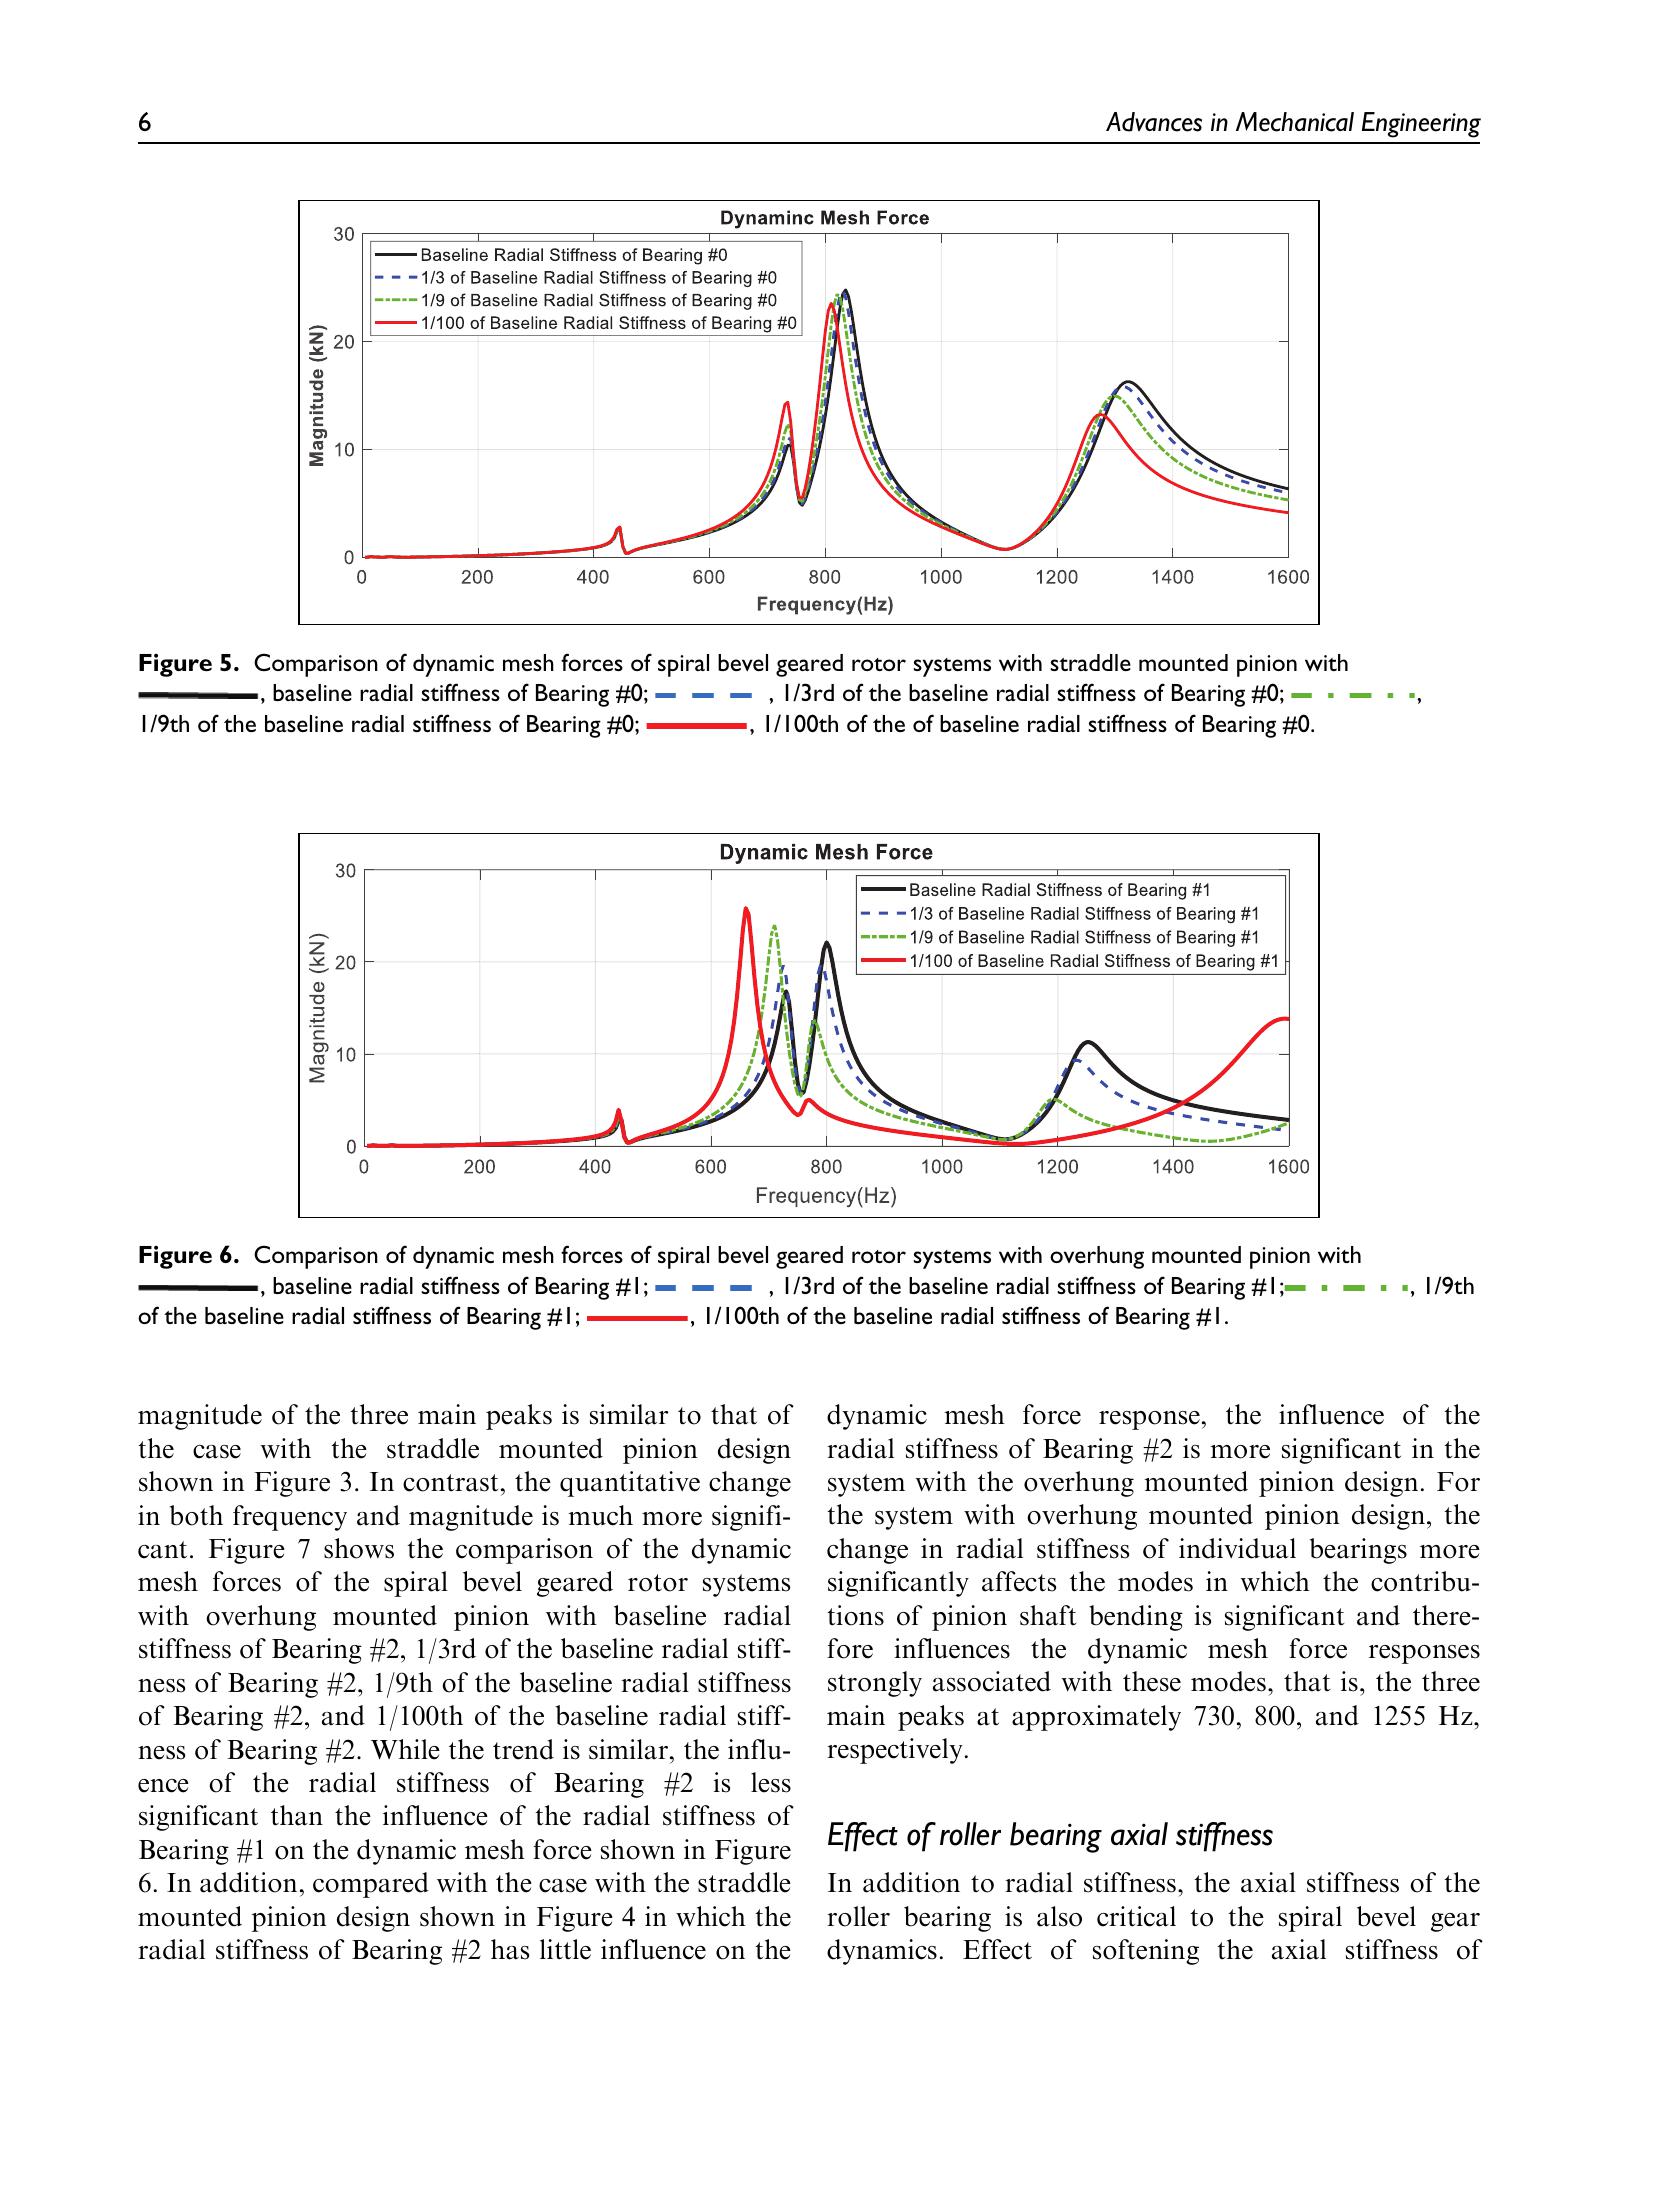 6
Advances in Mechanical Engineering
Dynaminc Mesh Force
30
20
10
0
Magnitude (kN)
Baseline Radial Stiffness of Bearing #0
1/3 of Baseline Radial Stiffness of Bearing #0
1/9 of Baseline Radial Stiffness of Bearing #0
1/100 of Baseline Radial Stiffness of Bearing #0
0 200 400 600 800 1000 1200 1400 1600
Frequency(Hz)
Figure 5. Comparison of dynamic mesh forces of spiral bevel geared rotor systems with straddle mounted pinion with
, baseline radial stiffness of Bearing #0; , 1/3rd of the baseline radial stiffness of Bearing #0; ,
1/9th of the baseline radial stiffness of Bearing #0; , 1/100th of the of baseline radial stiffness of Bearing #0.
Dynamic Mesh Force
30
20
10
0
Magnitude (kN)
Baseline Radial Stiffness of Bearing #1
1/3 of Baseline Radial Stiffness of Bearing #1
1/9 of Baseline Radial Stiffness of Bearing #1
1/100 of Baseline Radial Stiffness of Bearing #1
0 200 400 600 800 1000 1200 1400 1600
Frequency(Hz)
Figure 6. Comparison of dynamic mesh forces of spiral bevel geared rotor systems with overhung mounted pinion with
, baseline radial stiffness of Bearing #1; , 1/3rd of the baseline radial stiffness of Bearing #1; , 1/9th
of the baseline radial stiffness of Bearing #1; , 1/100th of the baseline radial stiffness of Bearing #1.
magnitude of the three main peaks is similar to that of
the case with the straddle mounted pinion design
shown in Figure 3. In contrast, the quantitative change
in both frequency and magnitude is much more signifi-
cant. Figure 7 shows the comparison of the dynamic
mesh forces of the spiral bevel geared rotor systems
with overhung mounted pinion with baseline radial
stiffness of Bearing #2, 1/3rd of the baseline radial stiff-
ness of Bearing #2, 1/9th of the baseline radial stiffness
of Bearing #2, and 1/100th of the baseline radial stiff-
ness of Bearing #2. While the trend is similar, the influ-
ence of the radial stiffness of Bearing #2 is less
significant than the influence of the radial stiffness of
Bearing #1 on the dynamic mesh force shown in Figure
6. In addition, compared with the case with the straddle
mounted pinion design shown in Figure 4 in which the
radial stiffness of Bearing #2 has little influence on the
dynamic mesh force response, the influence of the
radial stiffness of Bearing #2 is more significant in the
system with the overhung mounted pinion design. For
the system with overhung mounted pinion design, the
change in radial stiffness of individual bearings more
significantly affects the modes in which the contribu-
tions of pinion shaft bending is significant and there-
fore influences the dynamic mesh force responses
strongly associated with these modes, that is, the three
main peaks at approximately 730, 800, and 1255 Hz,
respectively.
Effect of roller bearing axial stiffness
In addition to radial stiffness, the axial stiffness of the
roller bearing is also critical to the spiral bevel gear
dynamics. Effect of softening the axial stiffness of